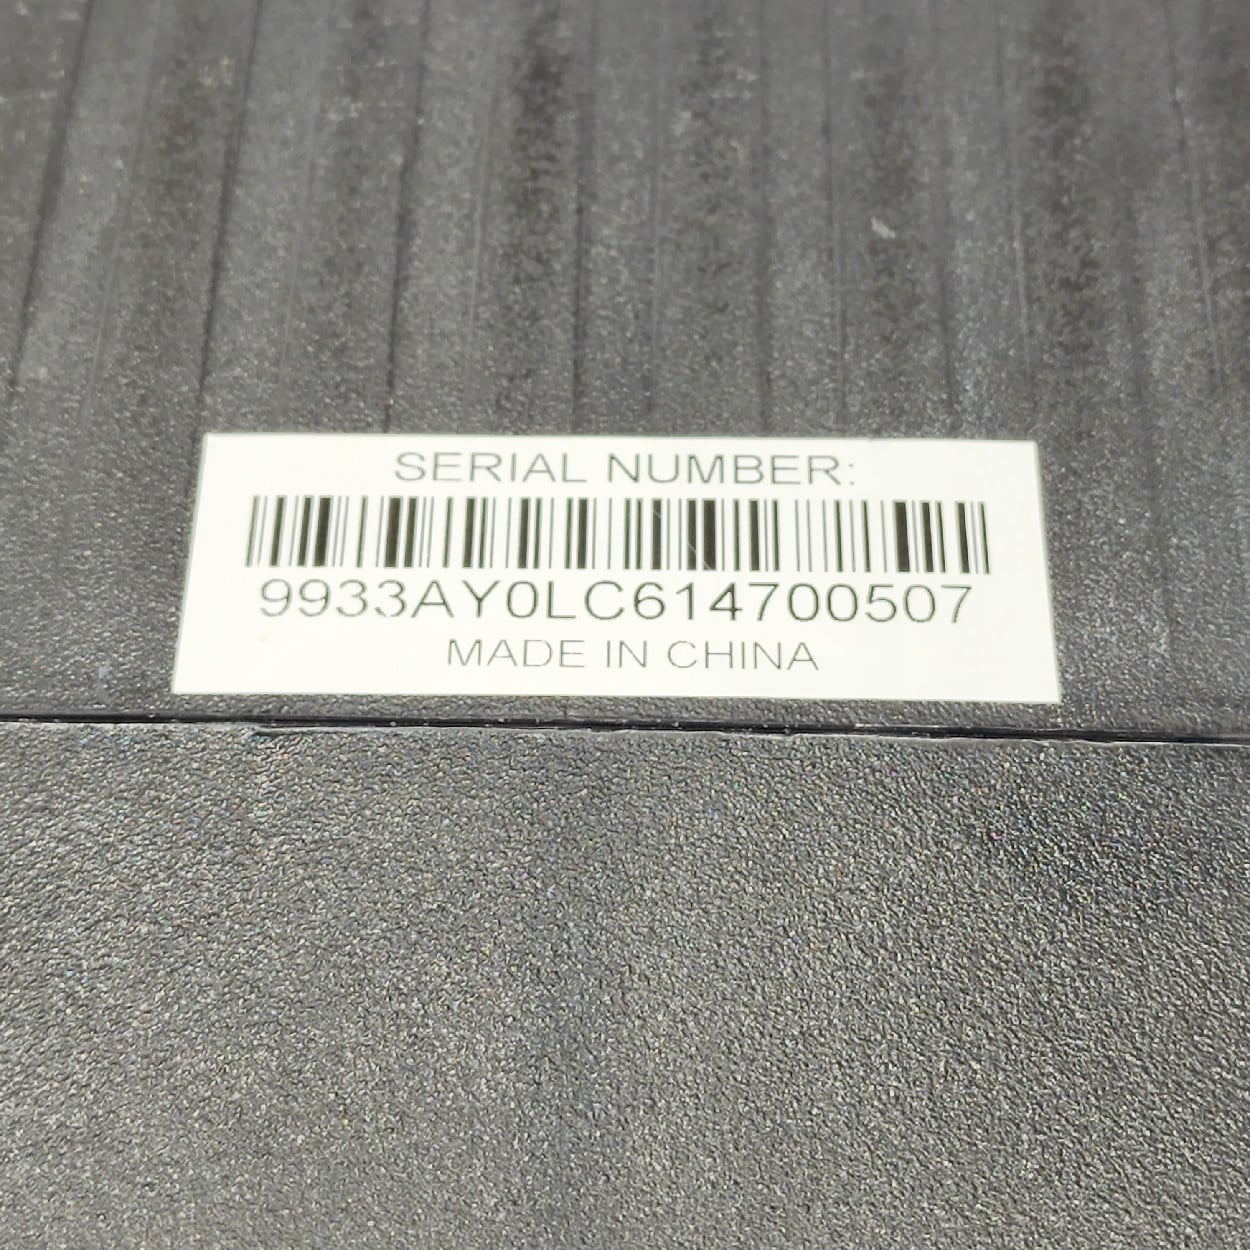 SERIAL NUMBER:
9933AY0LC614700507
MADE IN CHINA